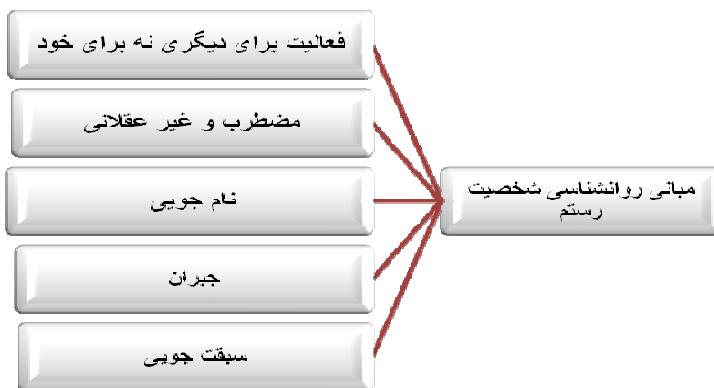 مبانی روانشناسی شخصیت
رستم
فعالیت برای دیگری نه برای خود
مضطرب و غیر عقلانی
نام جویی
جبران
سبقت جویی